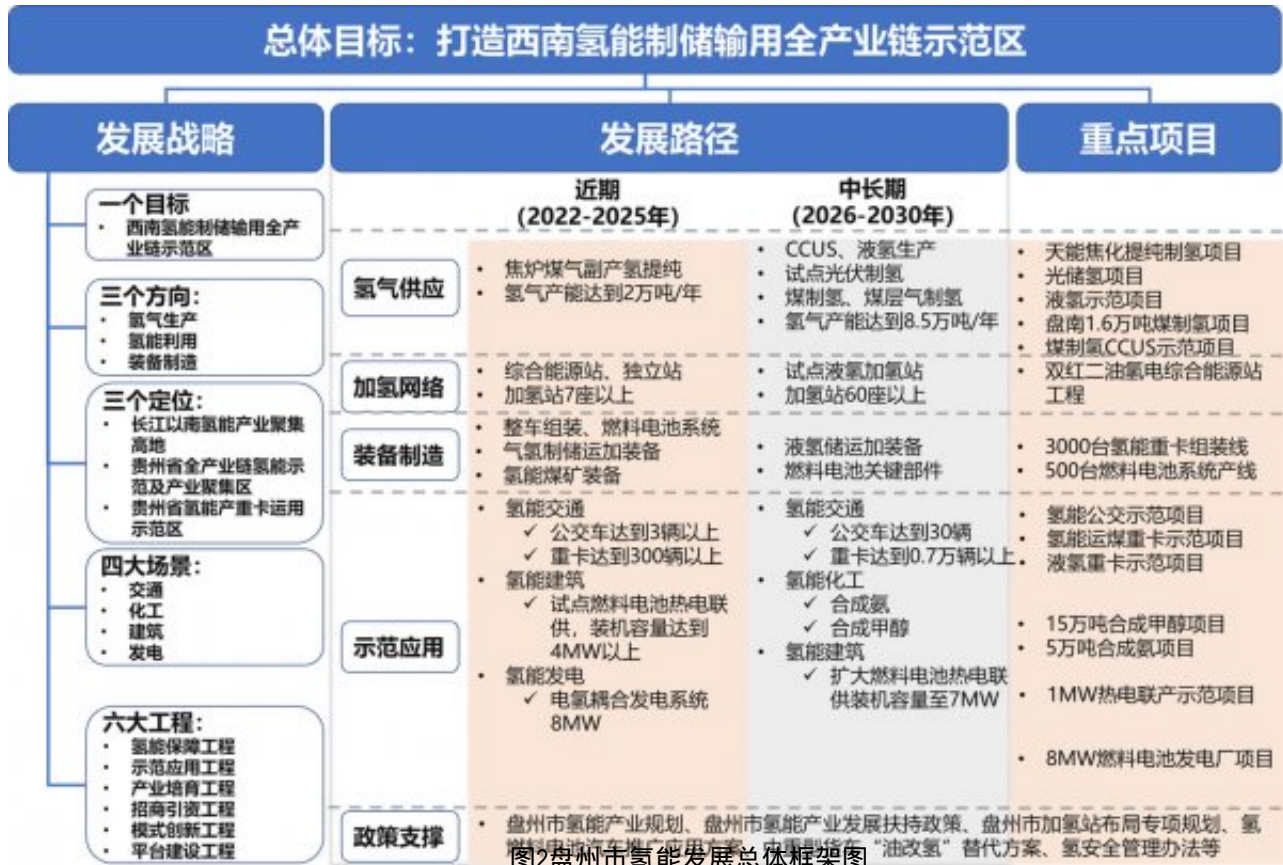 总体目标：打造西南氢能制储输用全产业链示范区
发展战略
发展路径
重点项目
一个目标
• 西南氢能制储输用全产
业链示范区
三个方向：
• 氢气生产
• 氢能利用
• 装备制造
三个定位：
• 长江以南氢能产业聚集
高地
• 贵州省全产业链氢能示
范及产业聚集区
• 贵州省氢能产重卡运用
示范区
四大场景：
• 交通
• 化工
• 建筑
• 发电
六大工程：
• 氢能保障工程
• 示范应用工程
• 产业培育工程
• 招商引资工程
• 模式创新工程
• 平台建设工程
近期
(2022-2025年)
中长期
(2026-2030年)
氢气供应
• 焦炉煤气副产氢提纯
• 氢气产能达到2万吨/年
• CCUS、液氢生产
• 试点光伏制氢
• 煤制氢、煤层气制氢
• 氢气产能达到8.5万吨/年
• 天能焦化提纯制氢项目
• 光储氢项目
• 液氢示范项目
• 盘南1.6万吨煤制氢项目
• 煤制氢CCUS示范项目
加氢网络
• 综合能源站、独立站
• 加氢站7座以上
• 试点液氢加氢站
• 加氢站60座以上
• 双红二油氢电综合能源站
工程
装备制造
• 整车组装、燃料电池系统
• 气氢制储运加装备
• 氢能煤矿装备
• 液氢储运加装备
• 燃料电池关键部件
• 3000台氢能重卡组装线
• 500台燃料电池系统产线
示范应用
• 氢能交通
✓ 公交车达到3辆以上
✓ 重卡达到300辆以上
• 氢能建筑
✓ 试点燃料电池热电联
供，装机容量达到
4MW以上
• 氢能发电
✓ 电氢耦合发电系统
8MW
• 氢能交通
✓ 公交车达到30辆
✓ 重卡达到0.7万辆以上
• 氢能化工
✓ 合成氨
✓ 合成甲醇
• 氢能建筑
✓ 扩大燃料电池热电联
供装机容量至7MW
• 氢能公交示范项目
• 氢能运煤重卡示范项目
• 液氢重卡示范项目
• 15万吨合成甲醇项目
• 5万吨合成氨项目
• 1MW热电联产示范项目
• 8MW燃料电池发电厂项目
政策支撑
• 盘州市氢能产业规划、盘州市氢能产业发展扶持政策、盘州市加氢站布局专项规划、氢
“油改氢”替代方案、氢安全管理办法等
图2盘州市氢能发展总体框架图